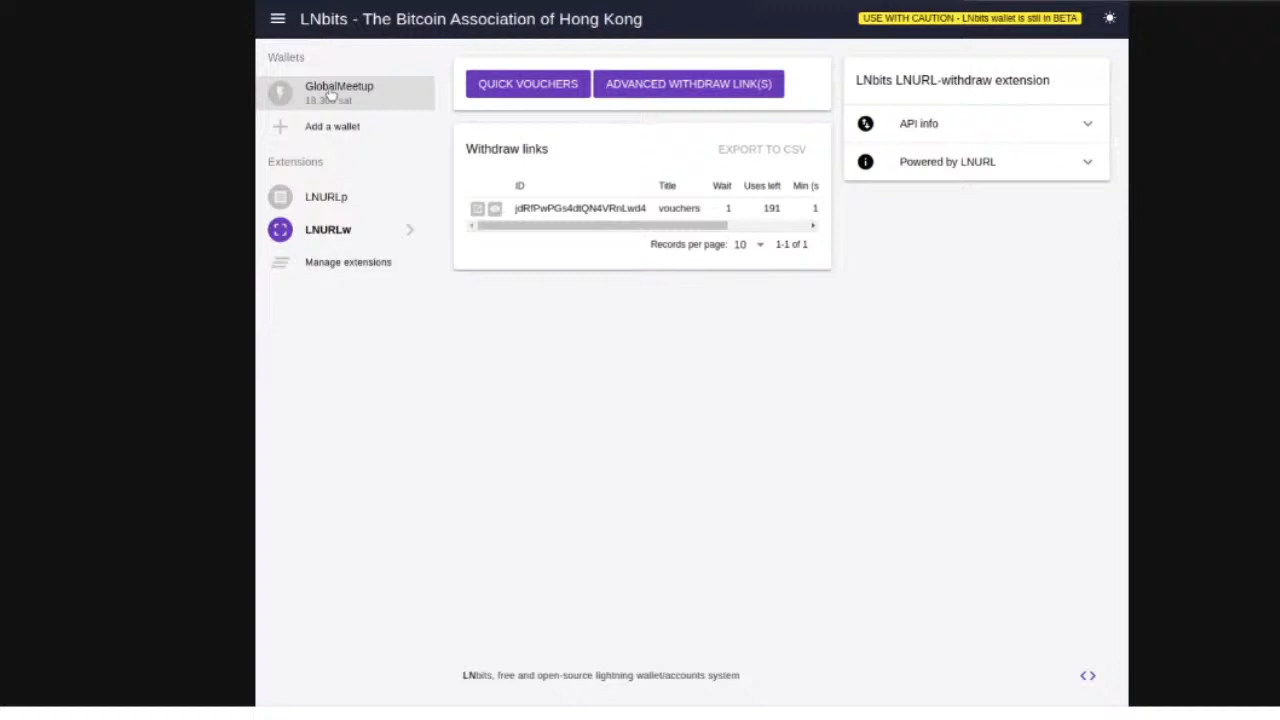 LNbits - The Bitcoin Association of Hong Kong
USE WITH CAUTION - LNbits wallet is still in BETA
Wallets
GlobalMeetup
sat
Add a wallet
Extensions
LNURLp
LNURLw
Manage extensions
QUICK VOUCHERS
ADVANCED WITHDRAW LINK(S)
Withdraw links
EXPORT TO CSV
ID Title Wait Uses left Min (s
vouchers 1 191 1
Records per page: 10 1-1 of 1
LNbits LNURL-withdraw extension
API info
Powered by LNURL
LNbits, free and open-source lightning wallet/accounts system